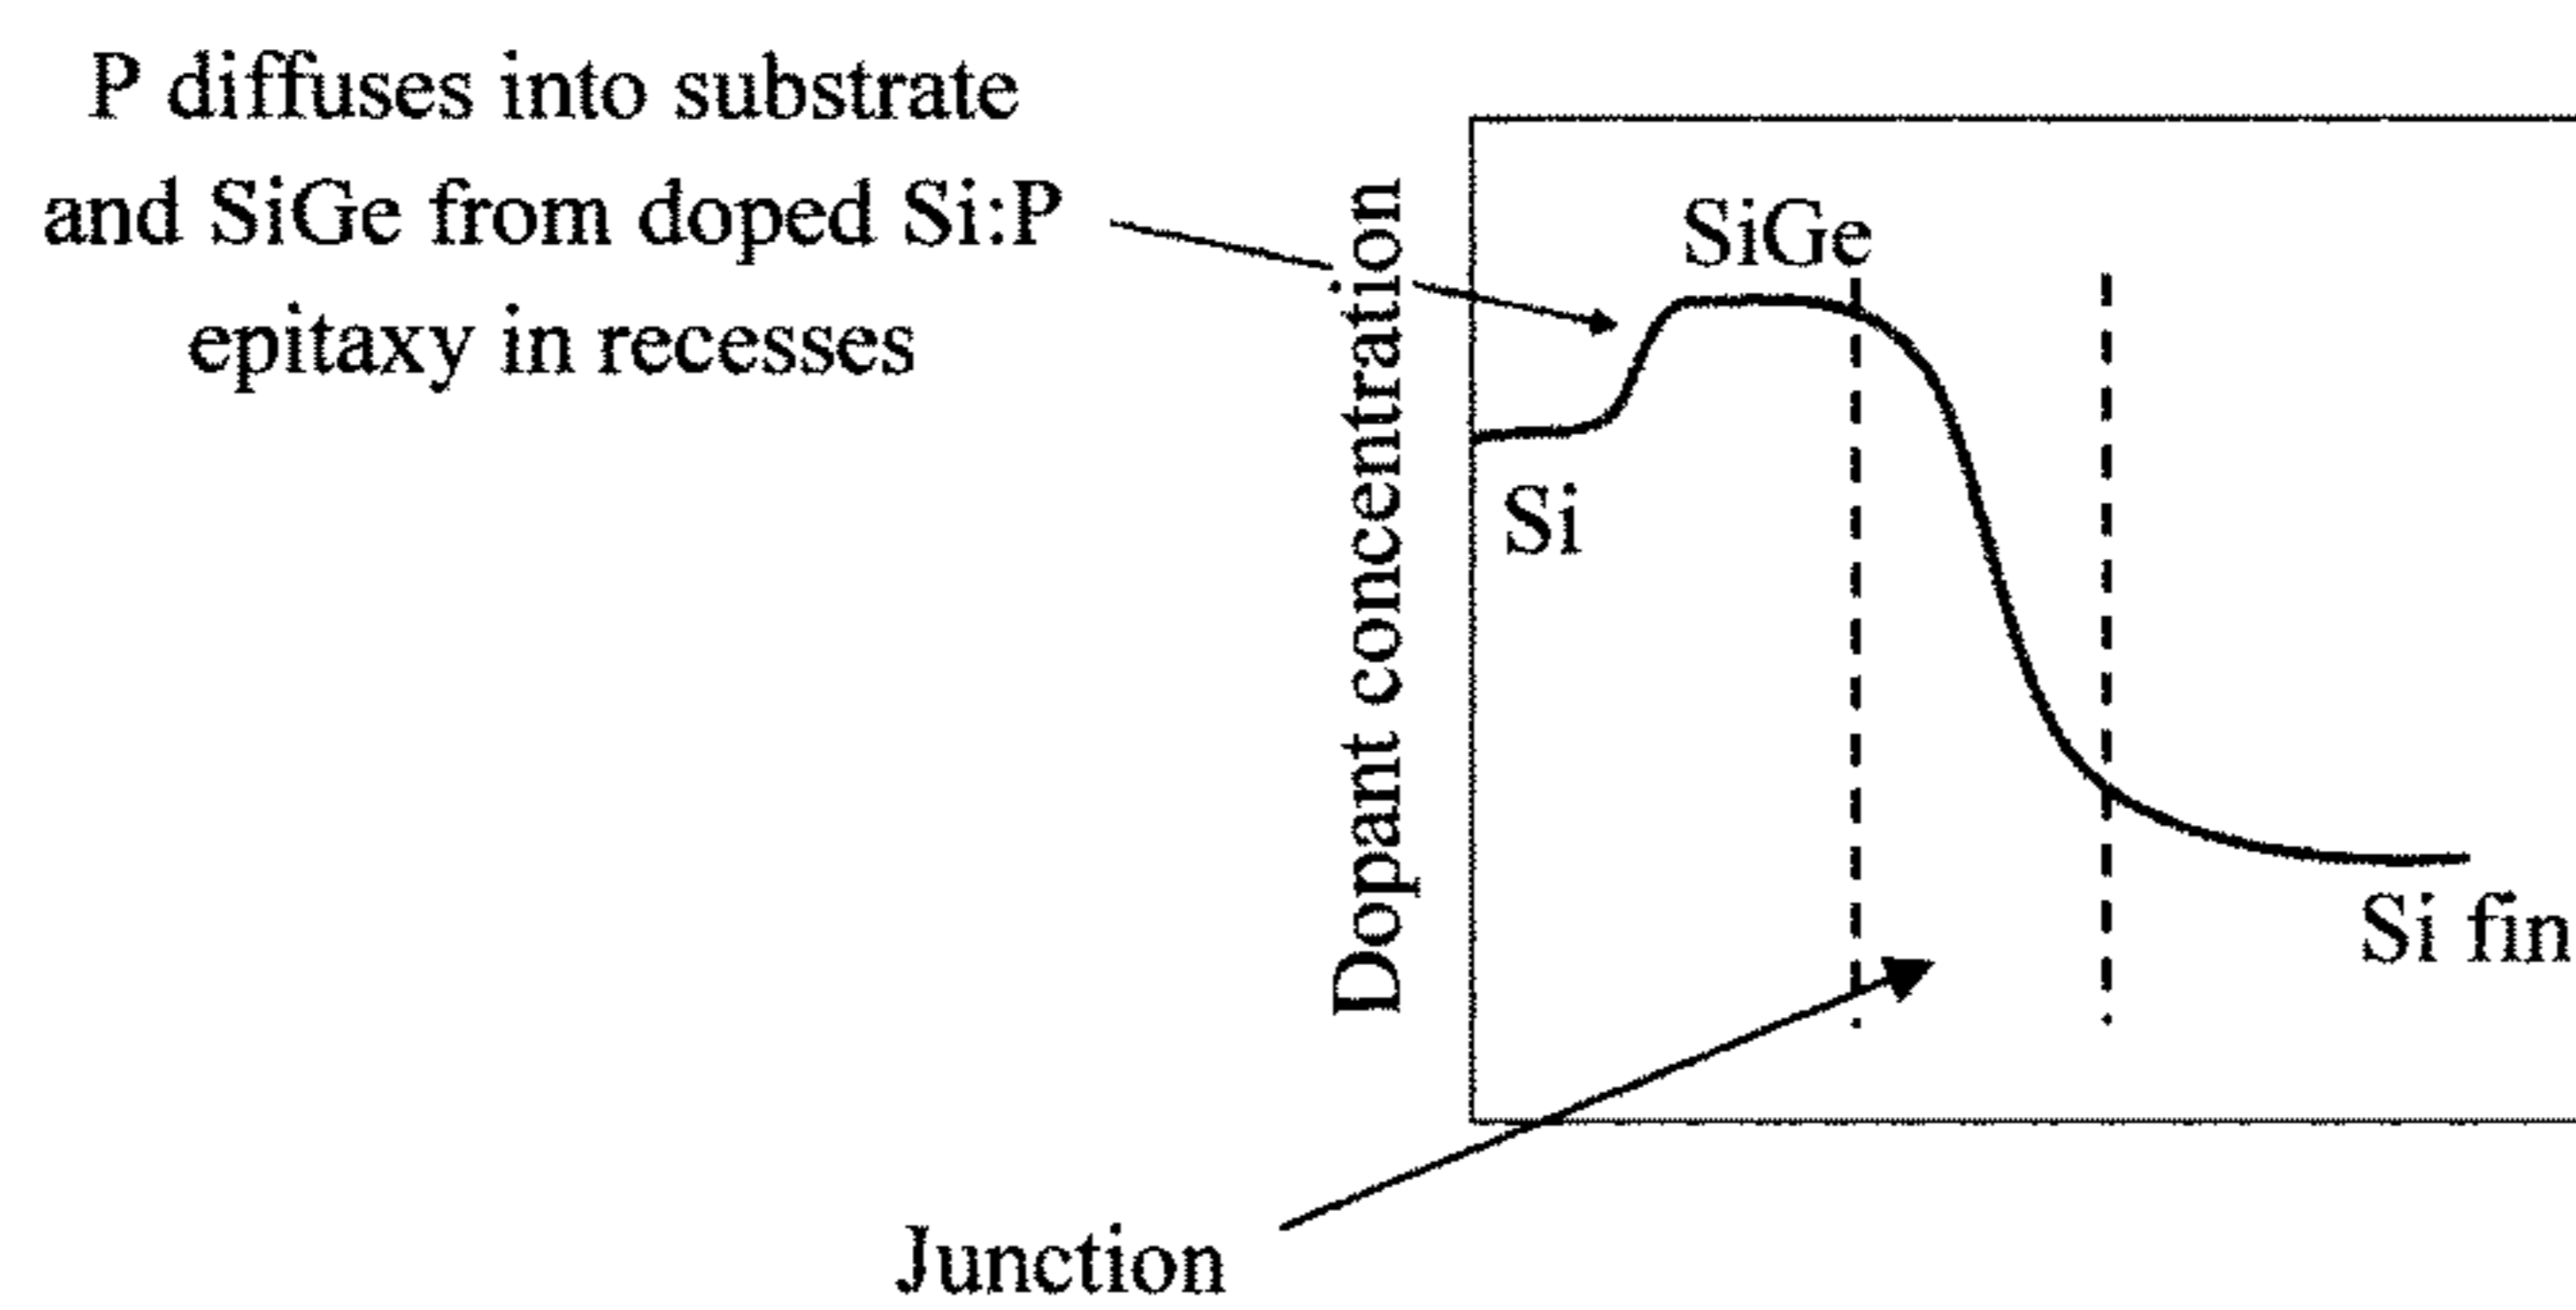 P diffuses into substrate
and SiGe from doped Si:P
epitaxy in recesses
Dopant concentration
SiGe
Si
Si fin
Junction